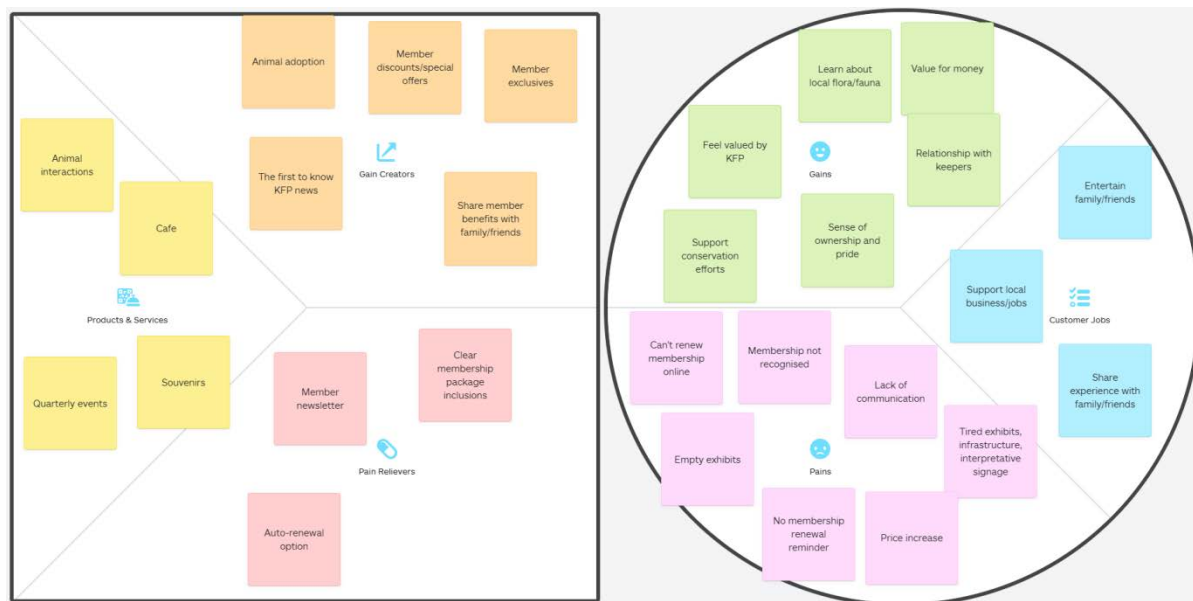 Animal adoption
Member
discounts/special
offers
Member
exclusives
Animal
interactions
The first to know
KFP news
Gain Creators
Cafe
Share member
benefits with
family/friends
Products & Services
Souvenirs
Quarterly events
Member
newsletter
Clear
membership
package
inclusions
Pain Relievers
Auto-renewal
option
Learn about
local flora/fauna
Value for money
Feel valued by
KFP
Gains
Relationship with
keepers
Support
conservation
efforts
Sense of
ownership and
pride
Entertain
family/friends
Support local
business/jobs
Customer Jobs
Share
experience with
family/friends
Can't renew
membership
online
Membership not
recognised
Lack of
communication
Tired exhibits,
infrastructure,
interpretative
signage
Empty exhibits
Pains
No membership
renewal
reminder
Price increase